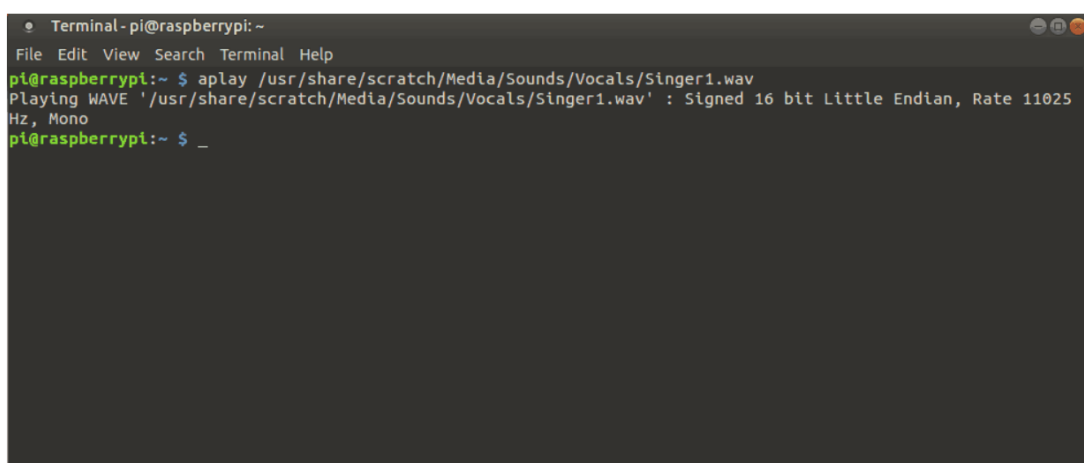 Terminal - pi@raspberrypi: ~
File Edit View Search Terminal Help
pi@raspberrypi:~ $ aplay /usr/share/scratch/Media/Sounds/Vocals/Singer1.wav
Playing WAVE '/usr/share/scratch/Media/Sounds/Vocals/Singer1.wav' : Signed 16 bit Little Endian, Rate 11025
Hz, Mono
pi@raspberrypi:~ $ _